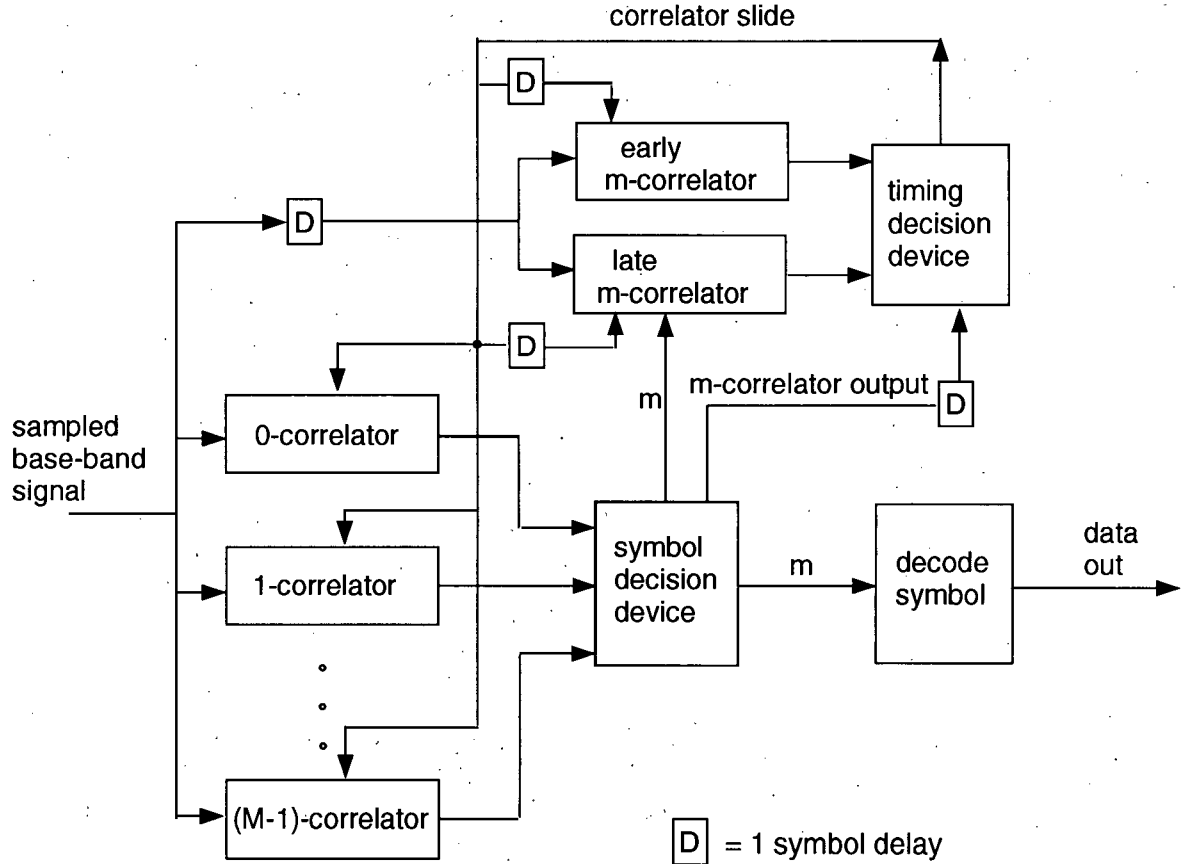 correlator slide
D
early
m-correlator
timing
decision
device
D
late
m-correlator
D
m
m-correlator output
D
sampled
base-band
signal
0-correlator
1-correlator
symbol
decision
device
m
decode
symbol
data
out
(M-1)-correlator
D = 1 symbol delay